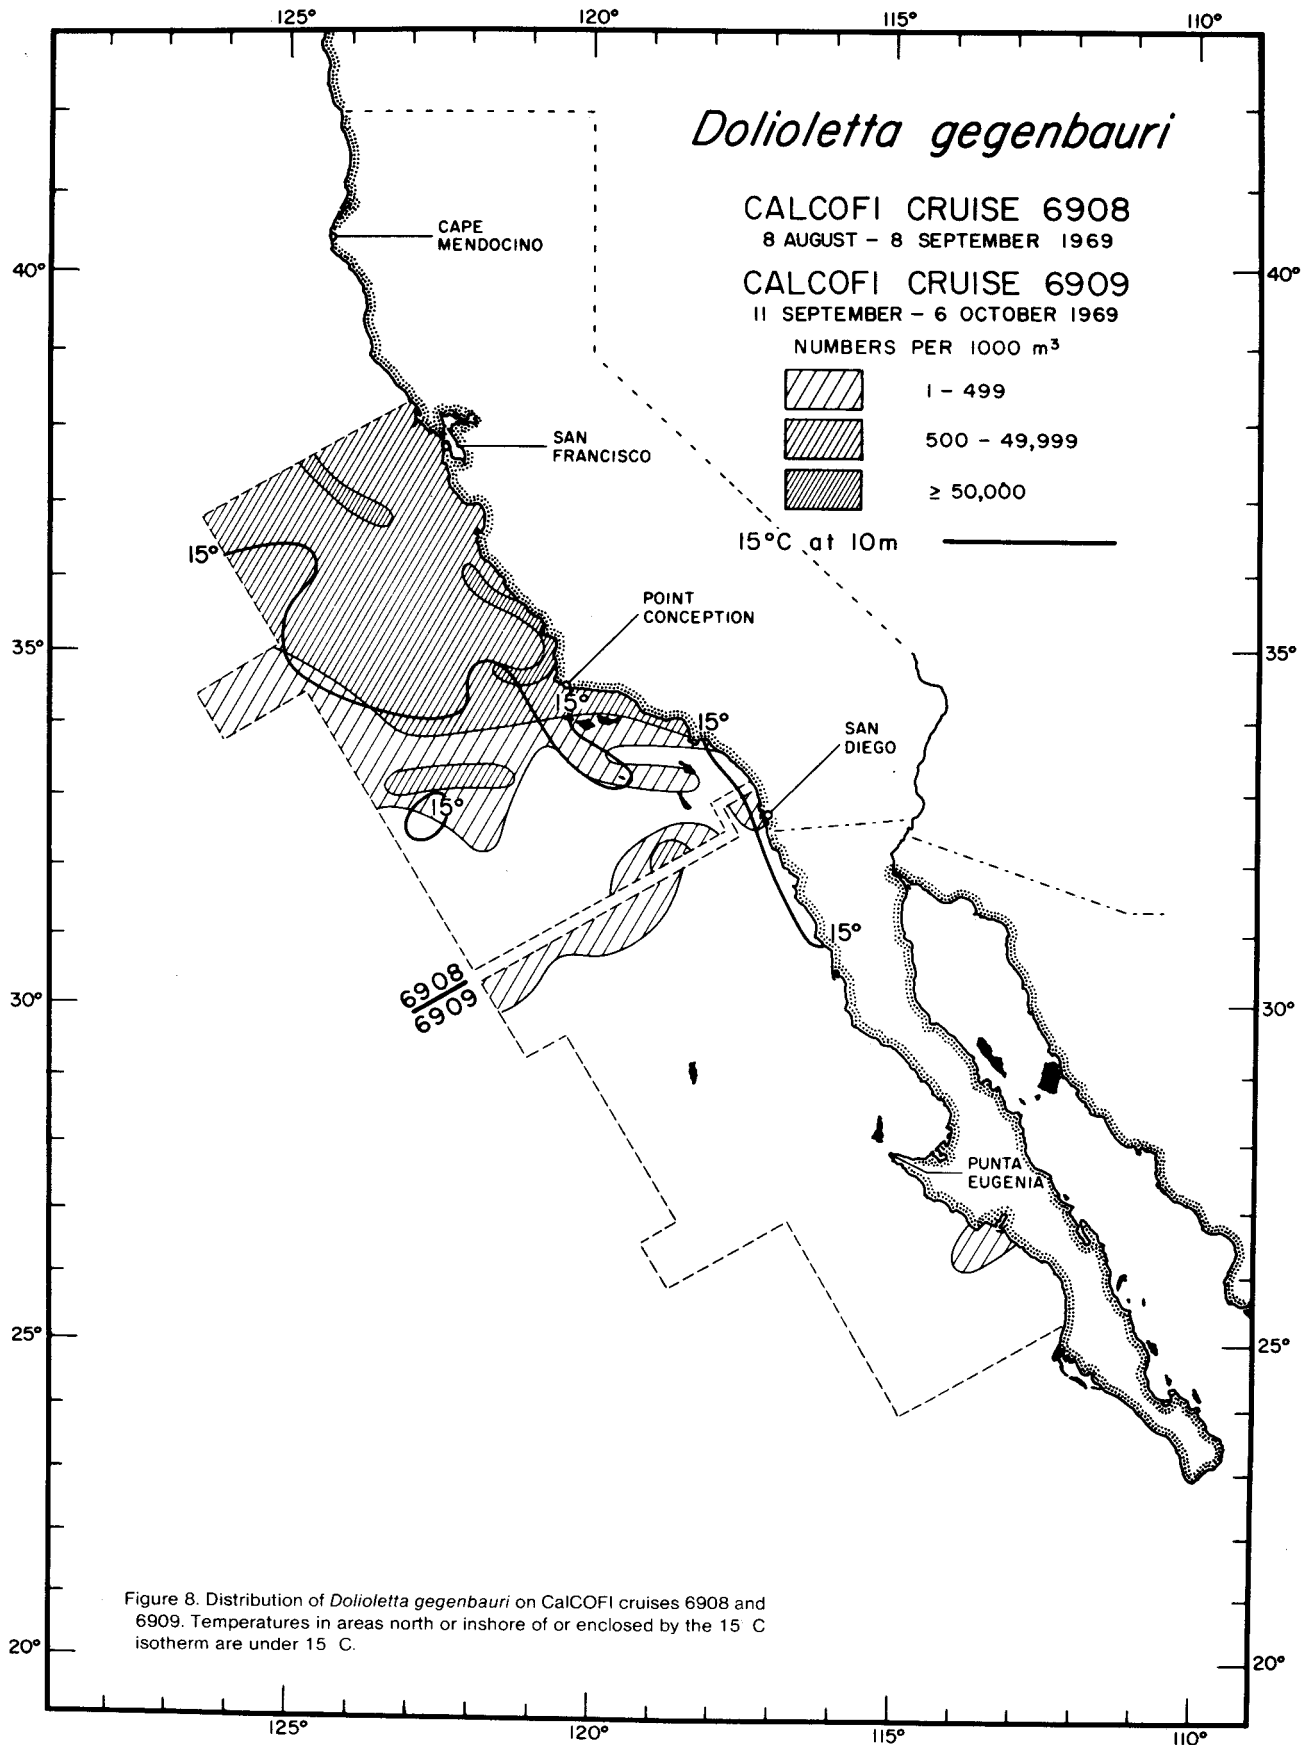 125° 120° 115° 110°
Dolioletta gegenbauri
CALCOFI CRUISE 6908
8 AUGUST – 8 SEPTEMBER 1969
CALCOFI CRUISE 6909
11 SEPTEMBER – 6 OCTOBER 1969
NUMBERS PER 1000 m³
1 – 499
500 – 49,999
≥ 50,000
15°C at 10m
CAPE
MENDOCINO
40° 40°
SAN
FRANCISCO
15°
POINT
CONCEPTION
35° 35°
15°
15°
SAN
DIEGO
15°
15°
6908
6909
30° 30°
PUNTA
EUGENIA
25° 25°
Figure 8. Distribution of Dolioletta gegenbauri on CalCOFI cruises 6908 and
6909. Temperatures in areas north or inshore of or enclosed by the 15 C
isotherm are under 15 C.
20° 20°
125° 120° 115° 110°